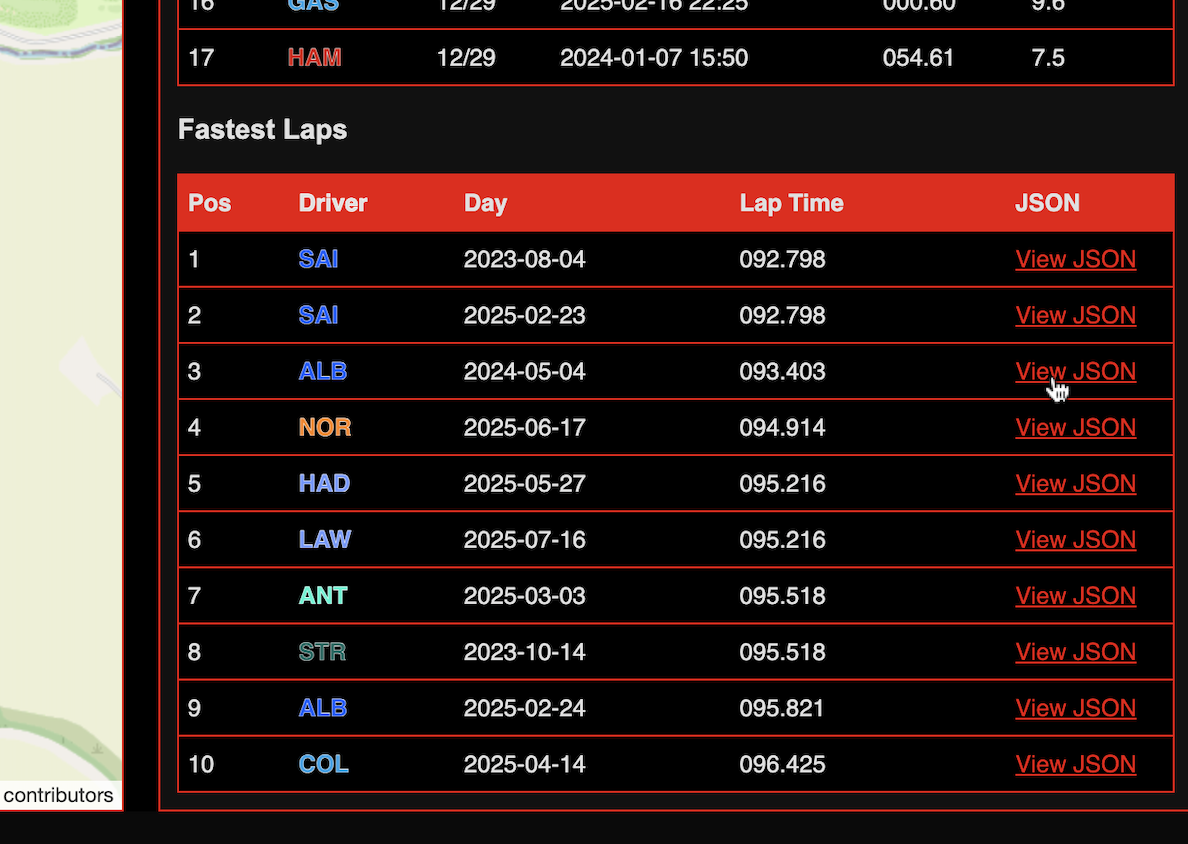 16 GAS 12/29 2025-02-16 22:25 000.60 9.6
17 HAM 12/29 2024-01-07 15:50 054.61 7.5
Fastest Laps
Pos Driver Day Lap Time JSON
1 SAI 2023-08-04 092.798 View JSON
2 SAI 2025-02-23 092.798 View JSON
3 ALB 2024-05-04 093.403 View JSON
4 NOR 2025-06-17 094.914 View JSON
5 HAD 2025-05-27 095.216 View JSON
6 LAW 2025-07-16 095.216 View JSON
7 ANT 2025-03-03 095.518 View JSON
8 STR 2023-10-14 095.518 View JSON
9 ALB 2025-02-24 095.821 View JSON
10 COL 2025-04-14 096.425 View JSON
contributors